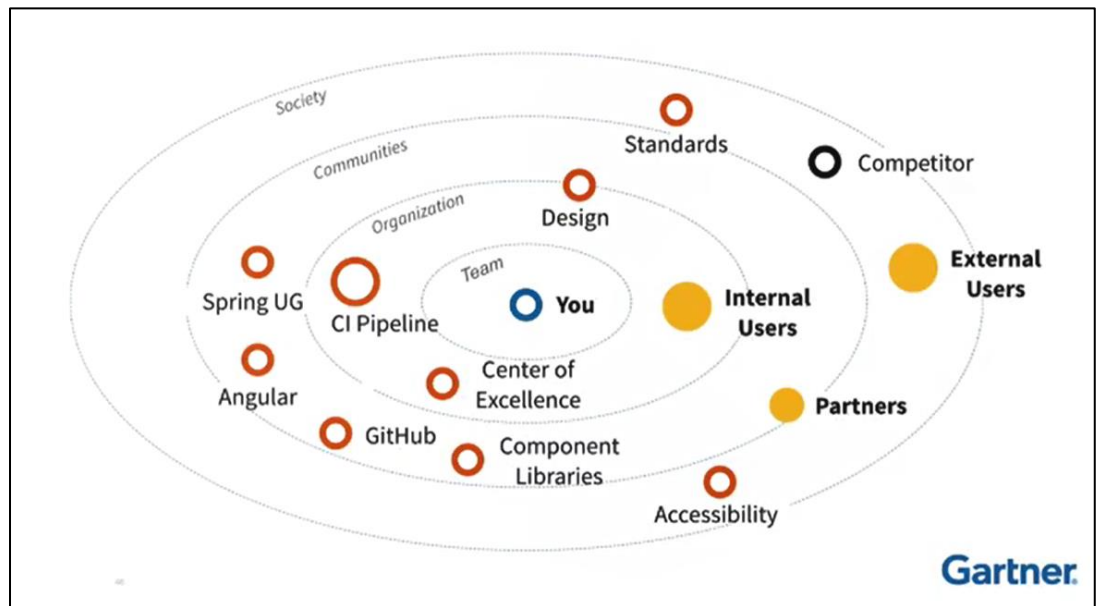 Society
Standards
Communities
Competitor
Organization
Design
Team
External
Users
Spring UG
CI Pipeline
You
Internal
Users
Angular
Center of
Excellence
Partners
GitHub
Component
Libraries
Accessibility
Gartner.